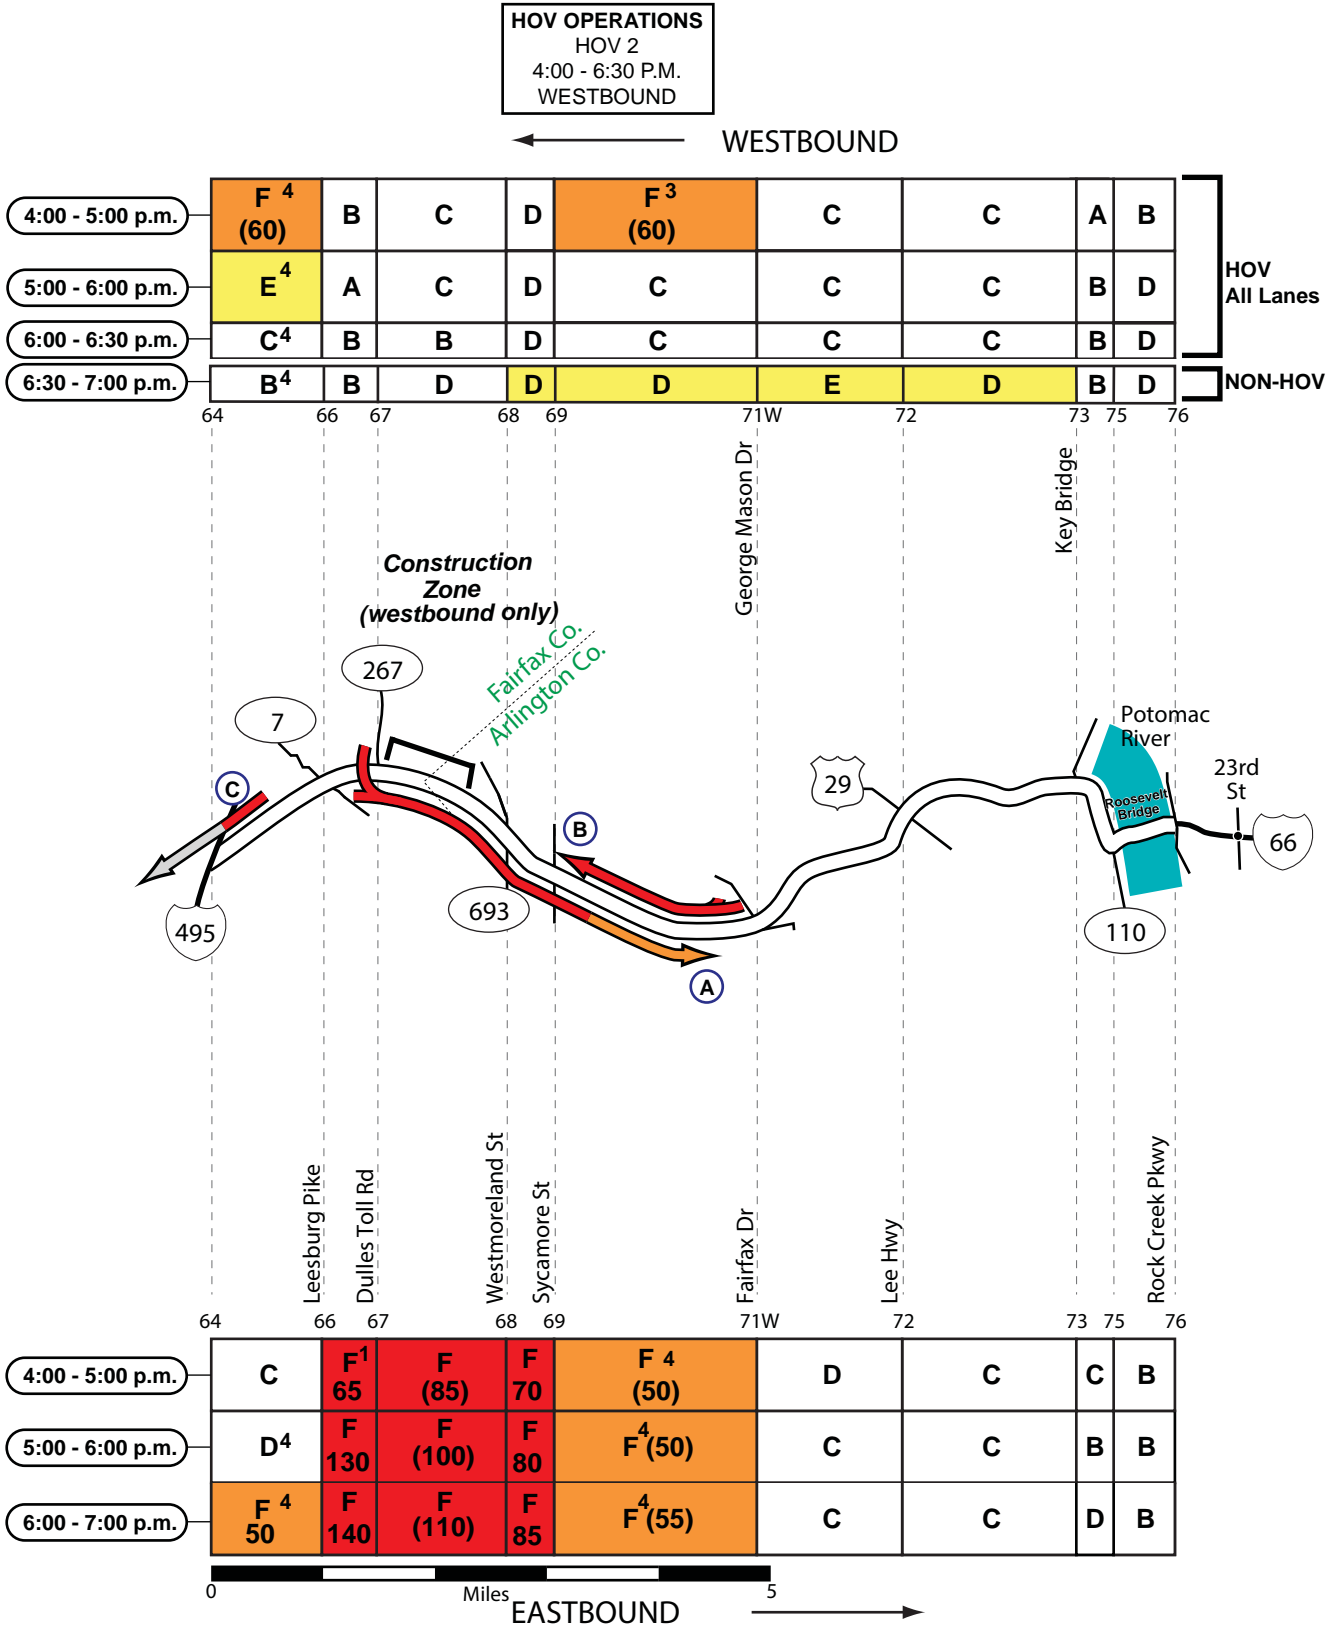 HOV OPERATIONS
HOV 2
4:00 - 6:30 P.M.
WESTBOUND
WESTBOUND
4:00 - 5:00 p.m. F 4 (60) B C D F 3 (60) C C A B
5:00 - 6:00 p.m. E 4 A C D C C C B D
HOV
All Lanes
6:00 - 6:30 p.m. C4 B B D C C C B D
6:30 - 7:00 p.m. B4 B D D D E D B D NON-HOV
64 66 67 68 69 71W 72 73 75 76
George Mason Dr
Key Bridge
Construction
Zone
(westbound only)
Fairfax Co.
Arlington Co.
267
7
Potomac
River
23rd
St
29
C
Roosevelt
Bridge
B
66
693
495
110
A
Leesburg Pike
Dulles Toll Rd
Westmoreland St
Sycamore St
Fairfax Dr
Lee Hwy
Rock Creek Pkwy
64 66 67 68 69 71W 72 73 75 76
4:00 - 5:00 p.m. C F1 65 F (85) F 70 F 4 (50) D C C B
5:00 - 6:00 p.m. D4 F 130 F (100) F 80 F4(50) C C B B
6:00 - 7:00 p.m. F 4 50 F 140 F (110) F 85 F4(55) C C D B
0 Miles 5
EASTBOUND